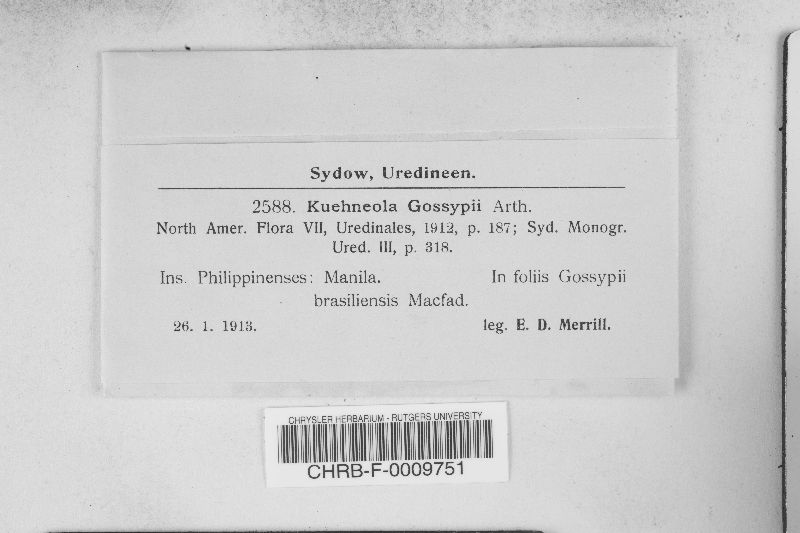 Sydow, Uredineen.
2588. Kuehneola Gossypii Arth.
North Amer. Flora VII, Uredinales, 1912, p. 187; Syd. Monogr.
Ured. III, p. 318.
Ins. Philippinenses: Manila. In foliis Gossypii
brasiliensis Macfad.
26. 1. 1913. leg. E. D. Merrill.
CHRYSLER HERBARIUM - RUTGERS UNIVERSITY
CHRB-F-0009751